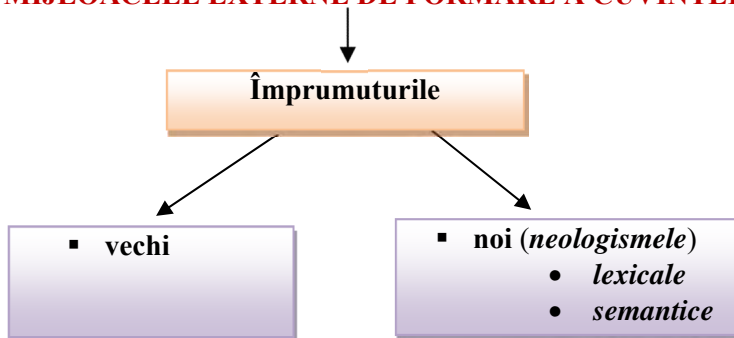 MIJLOACELE EXTERNE DE FORMARE A
Împrumuturile
▪ vechi
▪ noi (neologismele)
• lexicale
• semantice